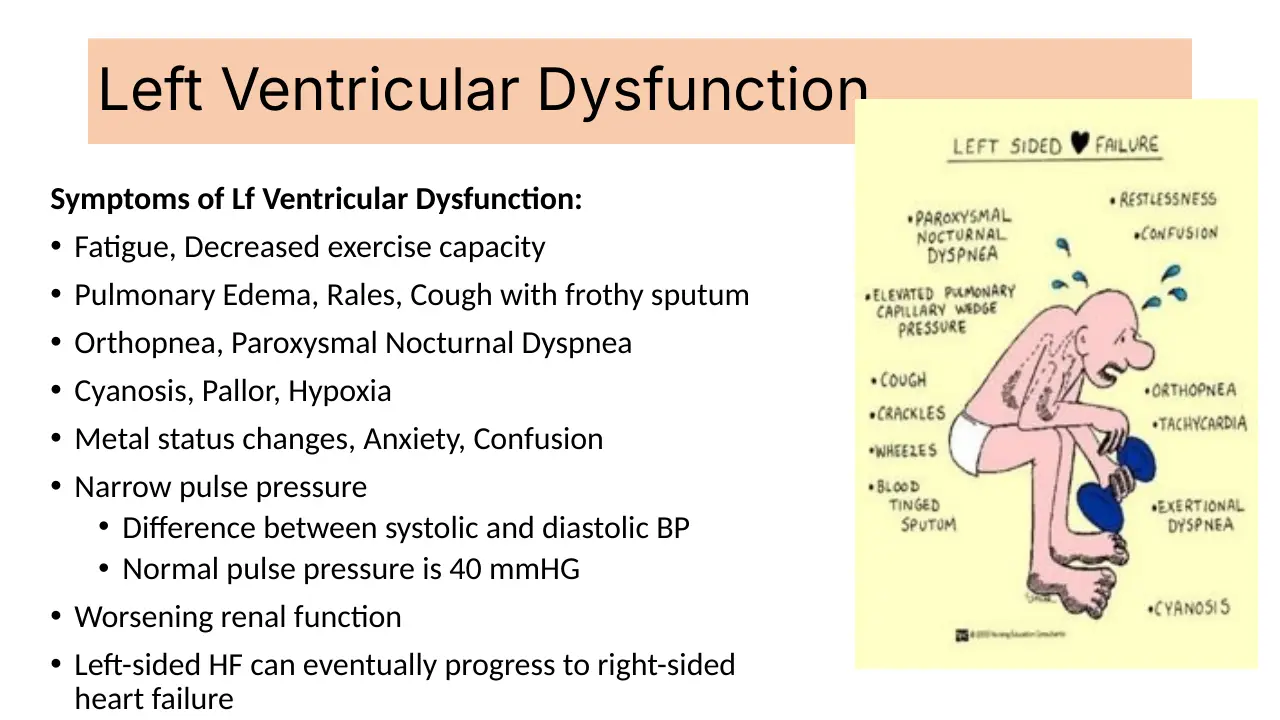 Left Ventricular Dysfunction
Symptoms of Lf Ventricular Dysfunction:
• Fatigue, Decreased exercise capacity
• Pulmonary Edema, Rales, Cough with frothy sputum
• Orthopnea, Paroxysmal Nocturnal Dyspnea
• Cyanosis, Pallor, Hypoxia
• Metal status changes, Anxiety, Confusion
• Narrow pulse pressure
• Difference between systolic and diastolic BP
• Normal pulse pressure is 40 mmHG
• Worsening renal function
• Left-sided HF can eventually progress to right-sided
heart failure
LEFT SIDED ♥ FAILURE
• PAROXYSMAL
NOCTURNAL
DYSPNEA
• ELEVATED PULMONARY
CAPILLARY WEDGE
PRESSURE
• COUGH
• CRACKLES
• WHEEZES
• BLOOD
TINGED
SPUTUM
• RESTLESSNESS
• CONFUSION
• ORTHOPNEA
• TACHYCARDIA
• EXERTIONAL
DYSPNEA
• CYANOSIS
Nursing Education Consultants